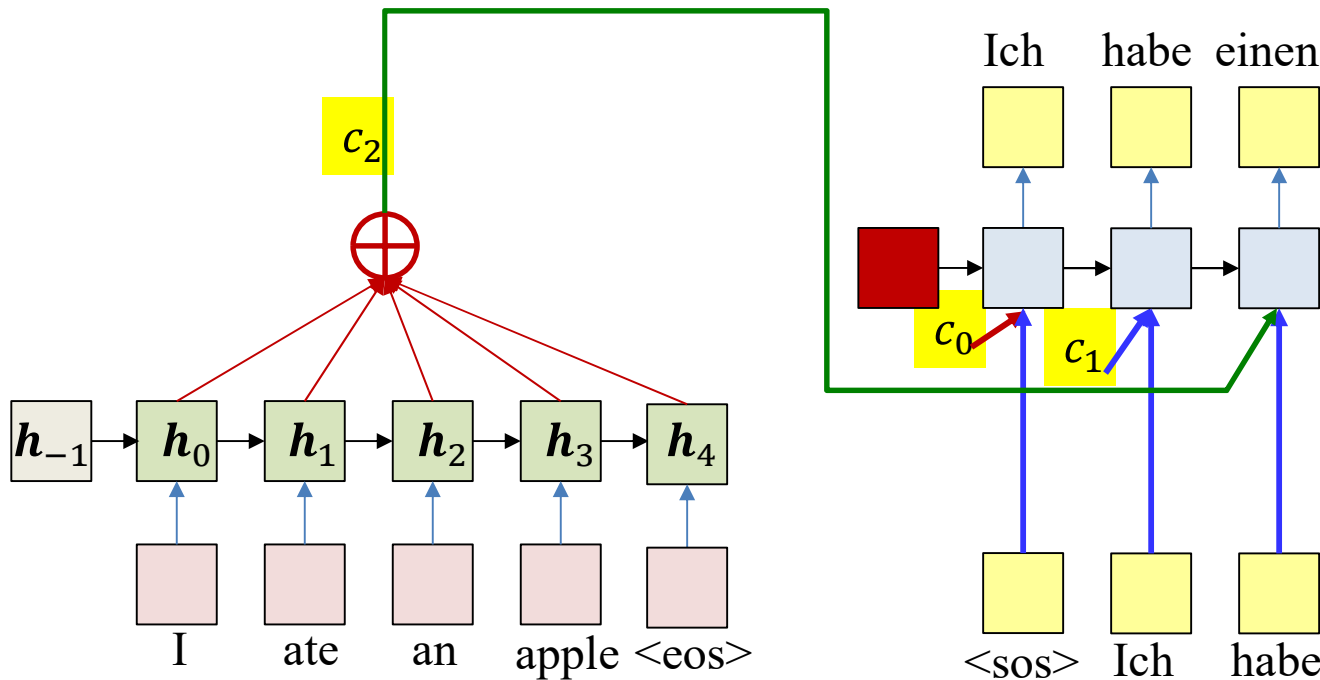 Ich habe einen
c₂
c₀
c₁
h₋₁ h₀ h₁ h₂ h₃ h₄
I ate an apple <eos>
<sos> Ich habe